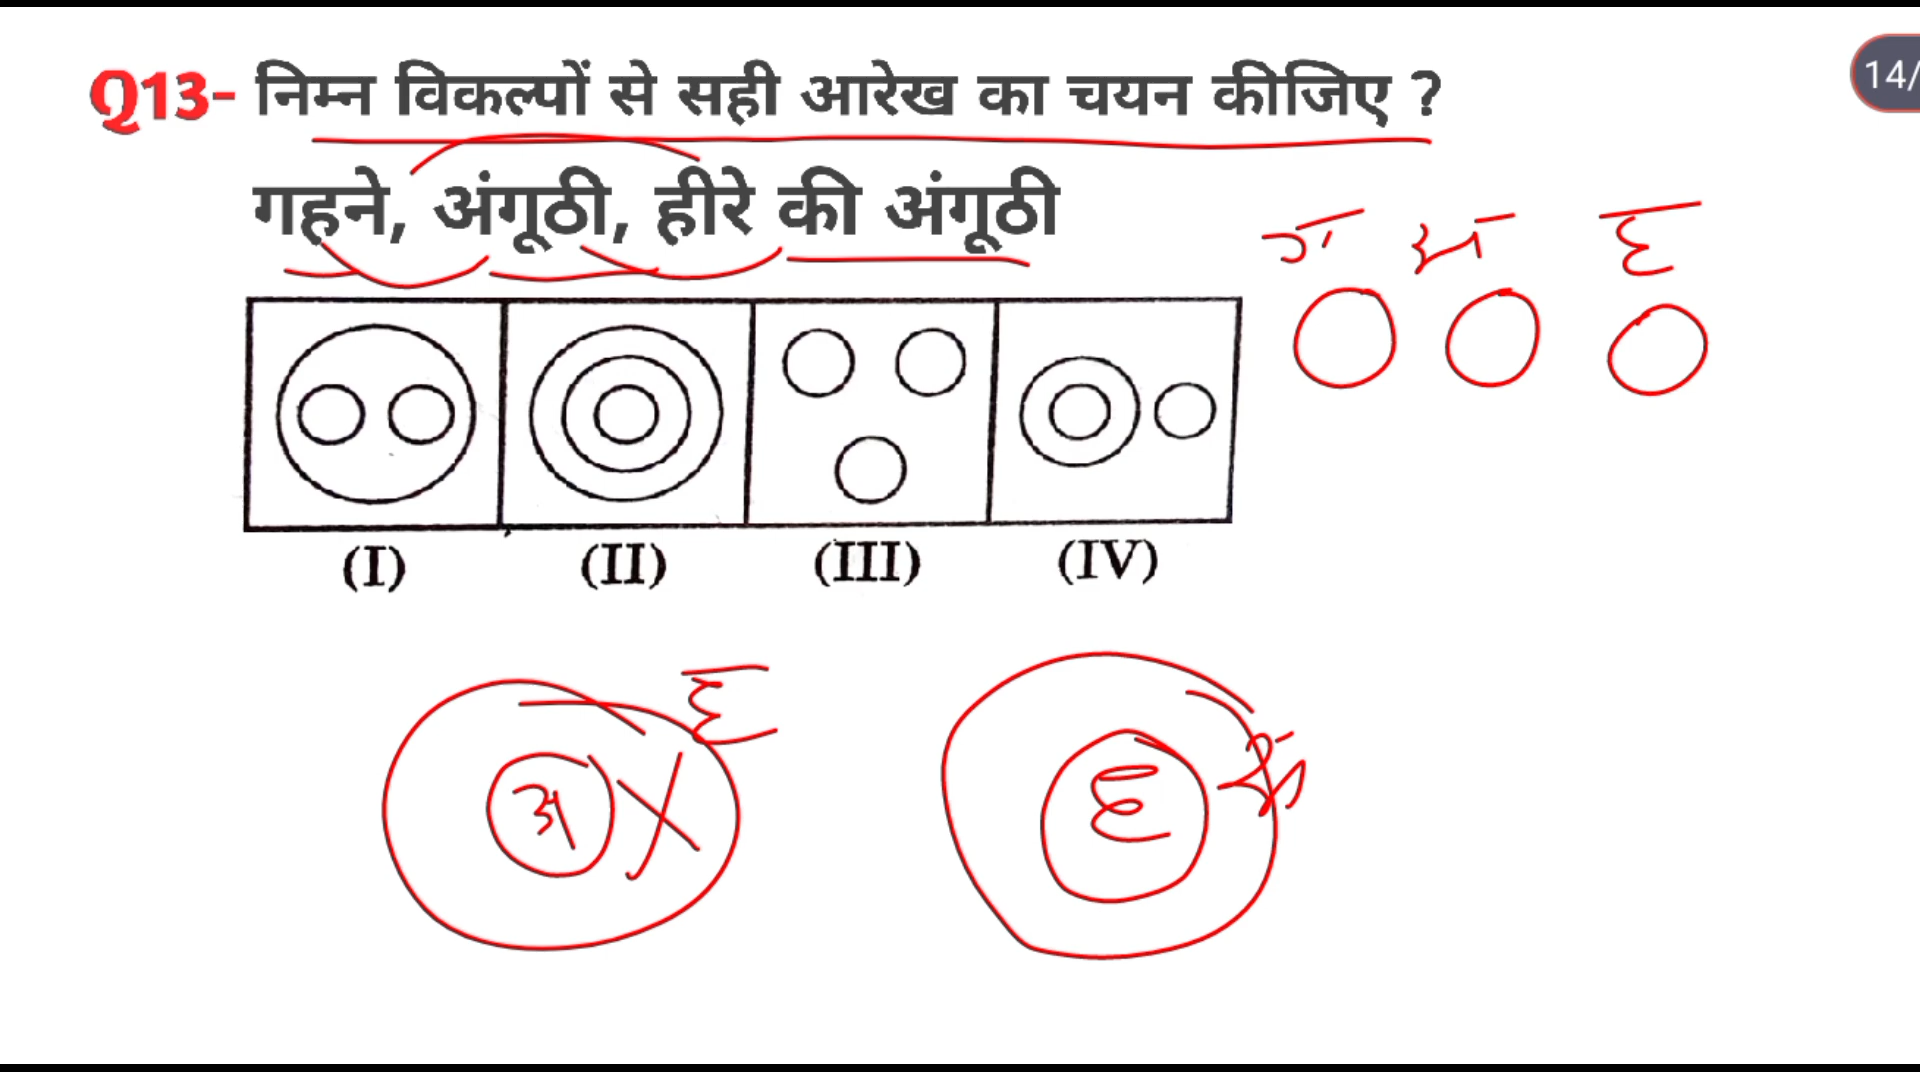 Q13- निम्न विकल्पों से सही आरेख का चयन कीजिए ?
14/
गहने, अंगूठी, हीरे की अंगूठी
(I) (II) (III) (IV)
अ